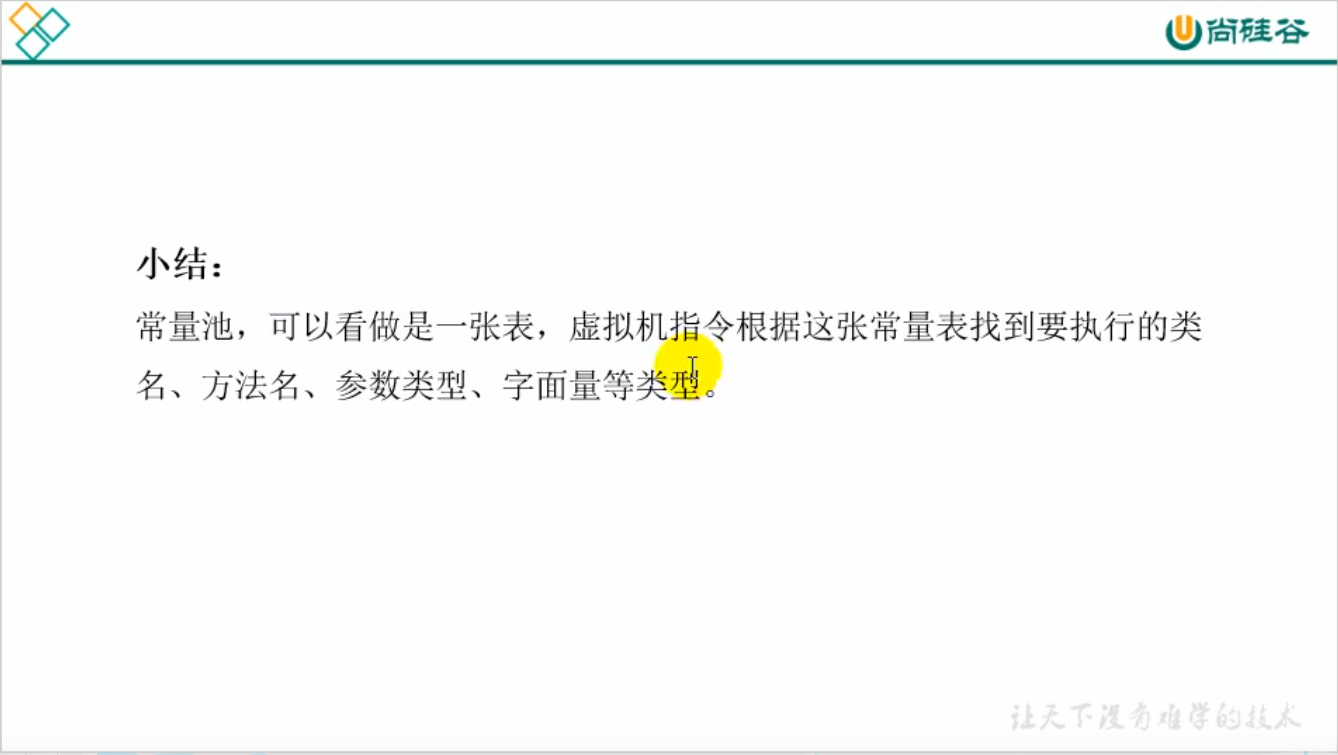 尚硅谷
小结：
常量池，可以看做是一张表，虚拟机指令根据这张常量表找到要执行的类
名、方法名、参数类型、字面量等类型。
让天下没有难学的技术